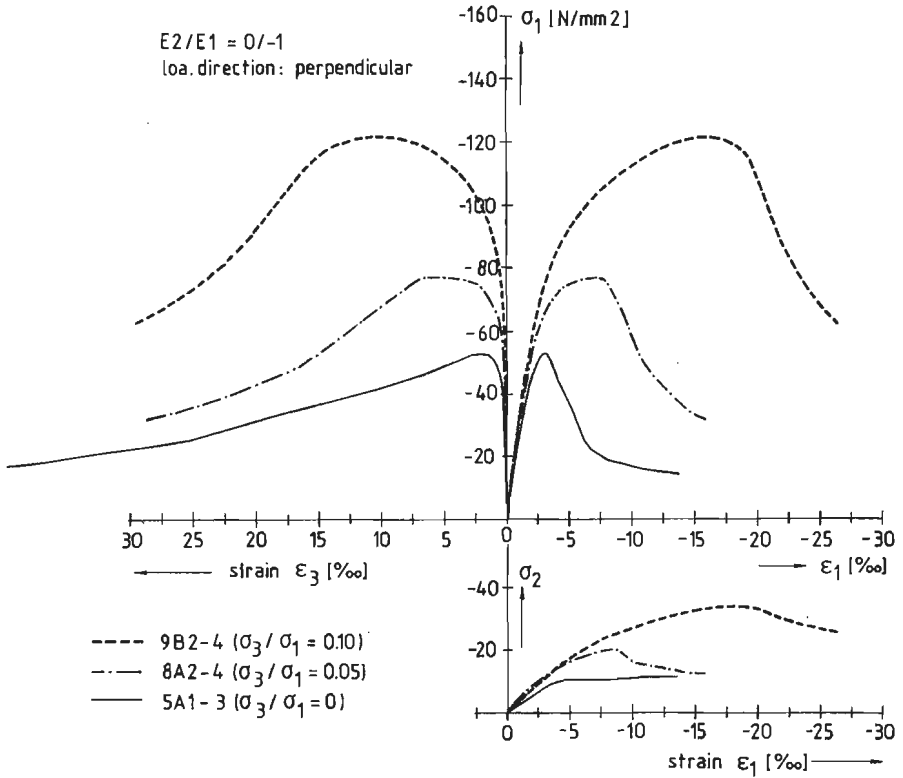 -160
σ1 [N/mm2]
E2/E1 = 0/-1
loa.direction: perpendicular
-140
-120
-100
-80
-60
-40
-20
30 25 20 15 10 5 0 -5 -10 -15 -20 -25 -30
strain ε3 [‰]
ε1 [‰]
σ2
-40
-20
9B2-4 (σ3/σ1 = 0.10)
8A2-4 (σ3/σ1 = 0.05)
5A1-3 (σ3/σ1 = 0)
0 -5 -10 -15 -20 -25 -30
strain ε1 [‰]